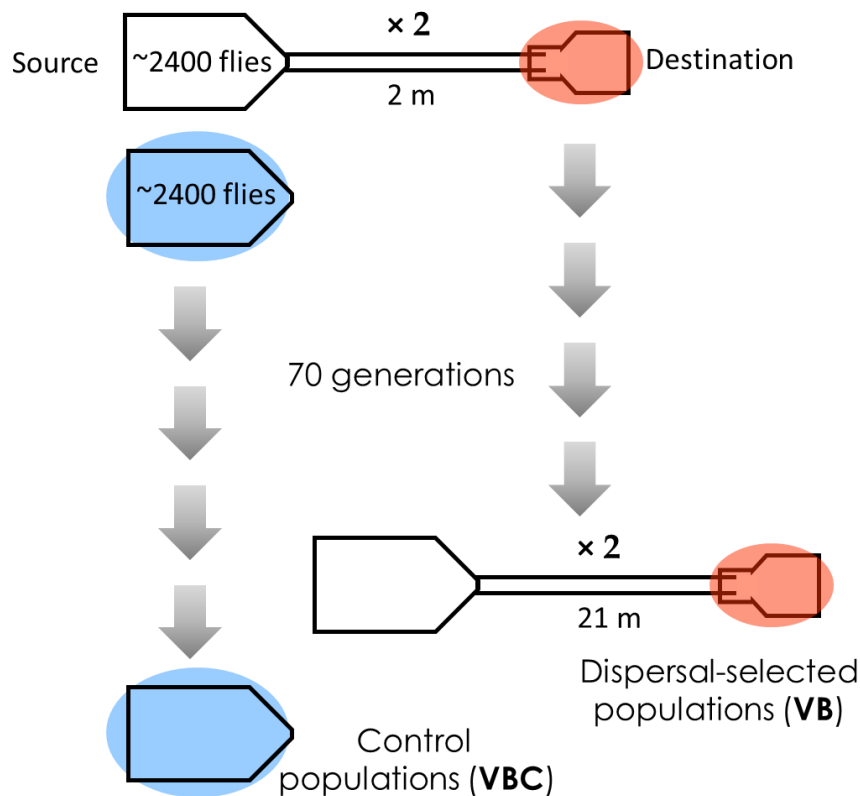 × 2
Source
~2400 flies
Destination
2 m
~2400 flies
70 generations
× 2
21 m
Dispersal-selected
populations (VB)
Control
populations (VBC)